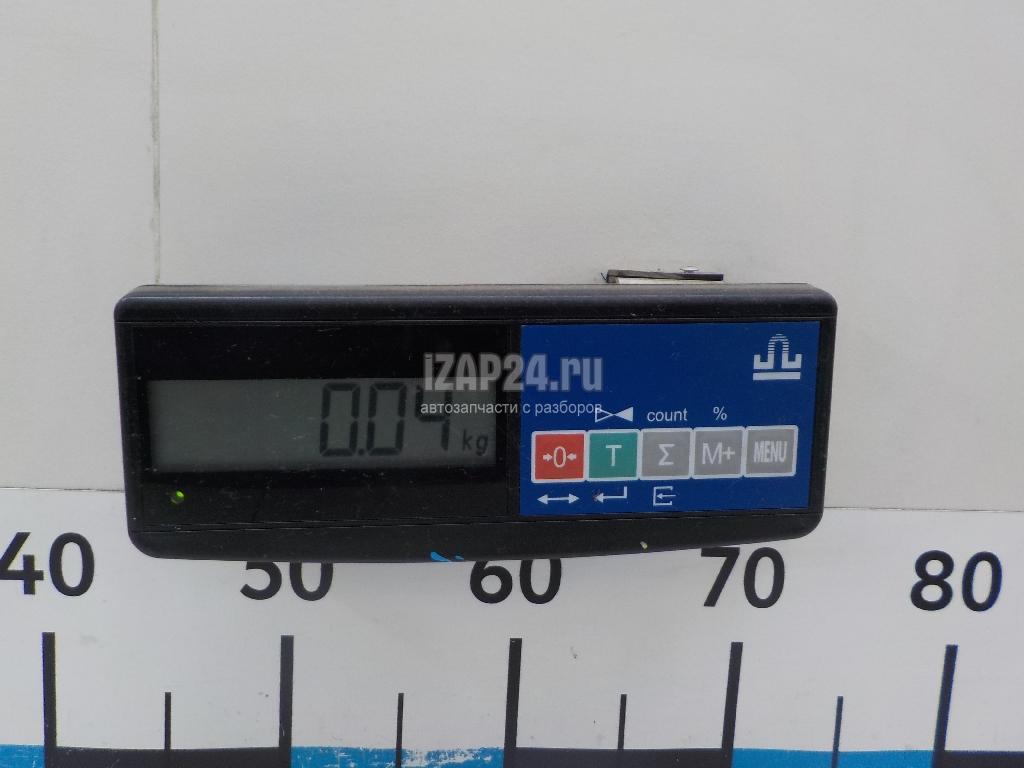 iZAP24.ru
автозапчасти с разборов
0.04 kg
count %
→0← T Σ M+ MENU
40 50 60 70 80